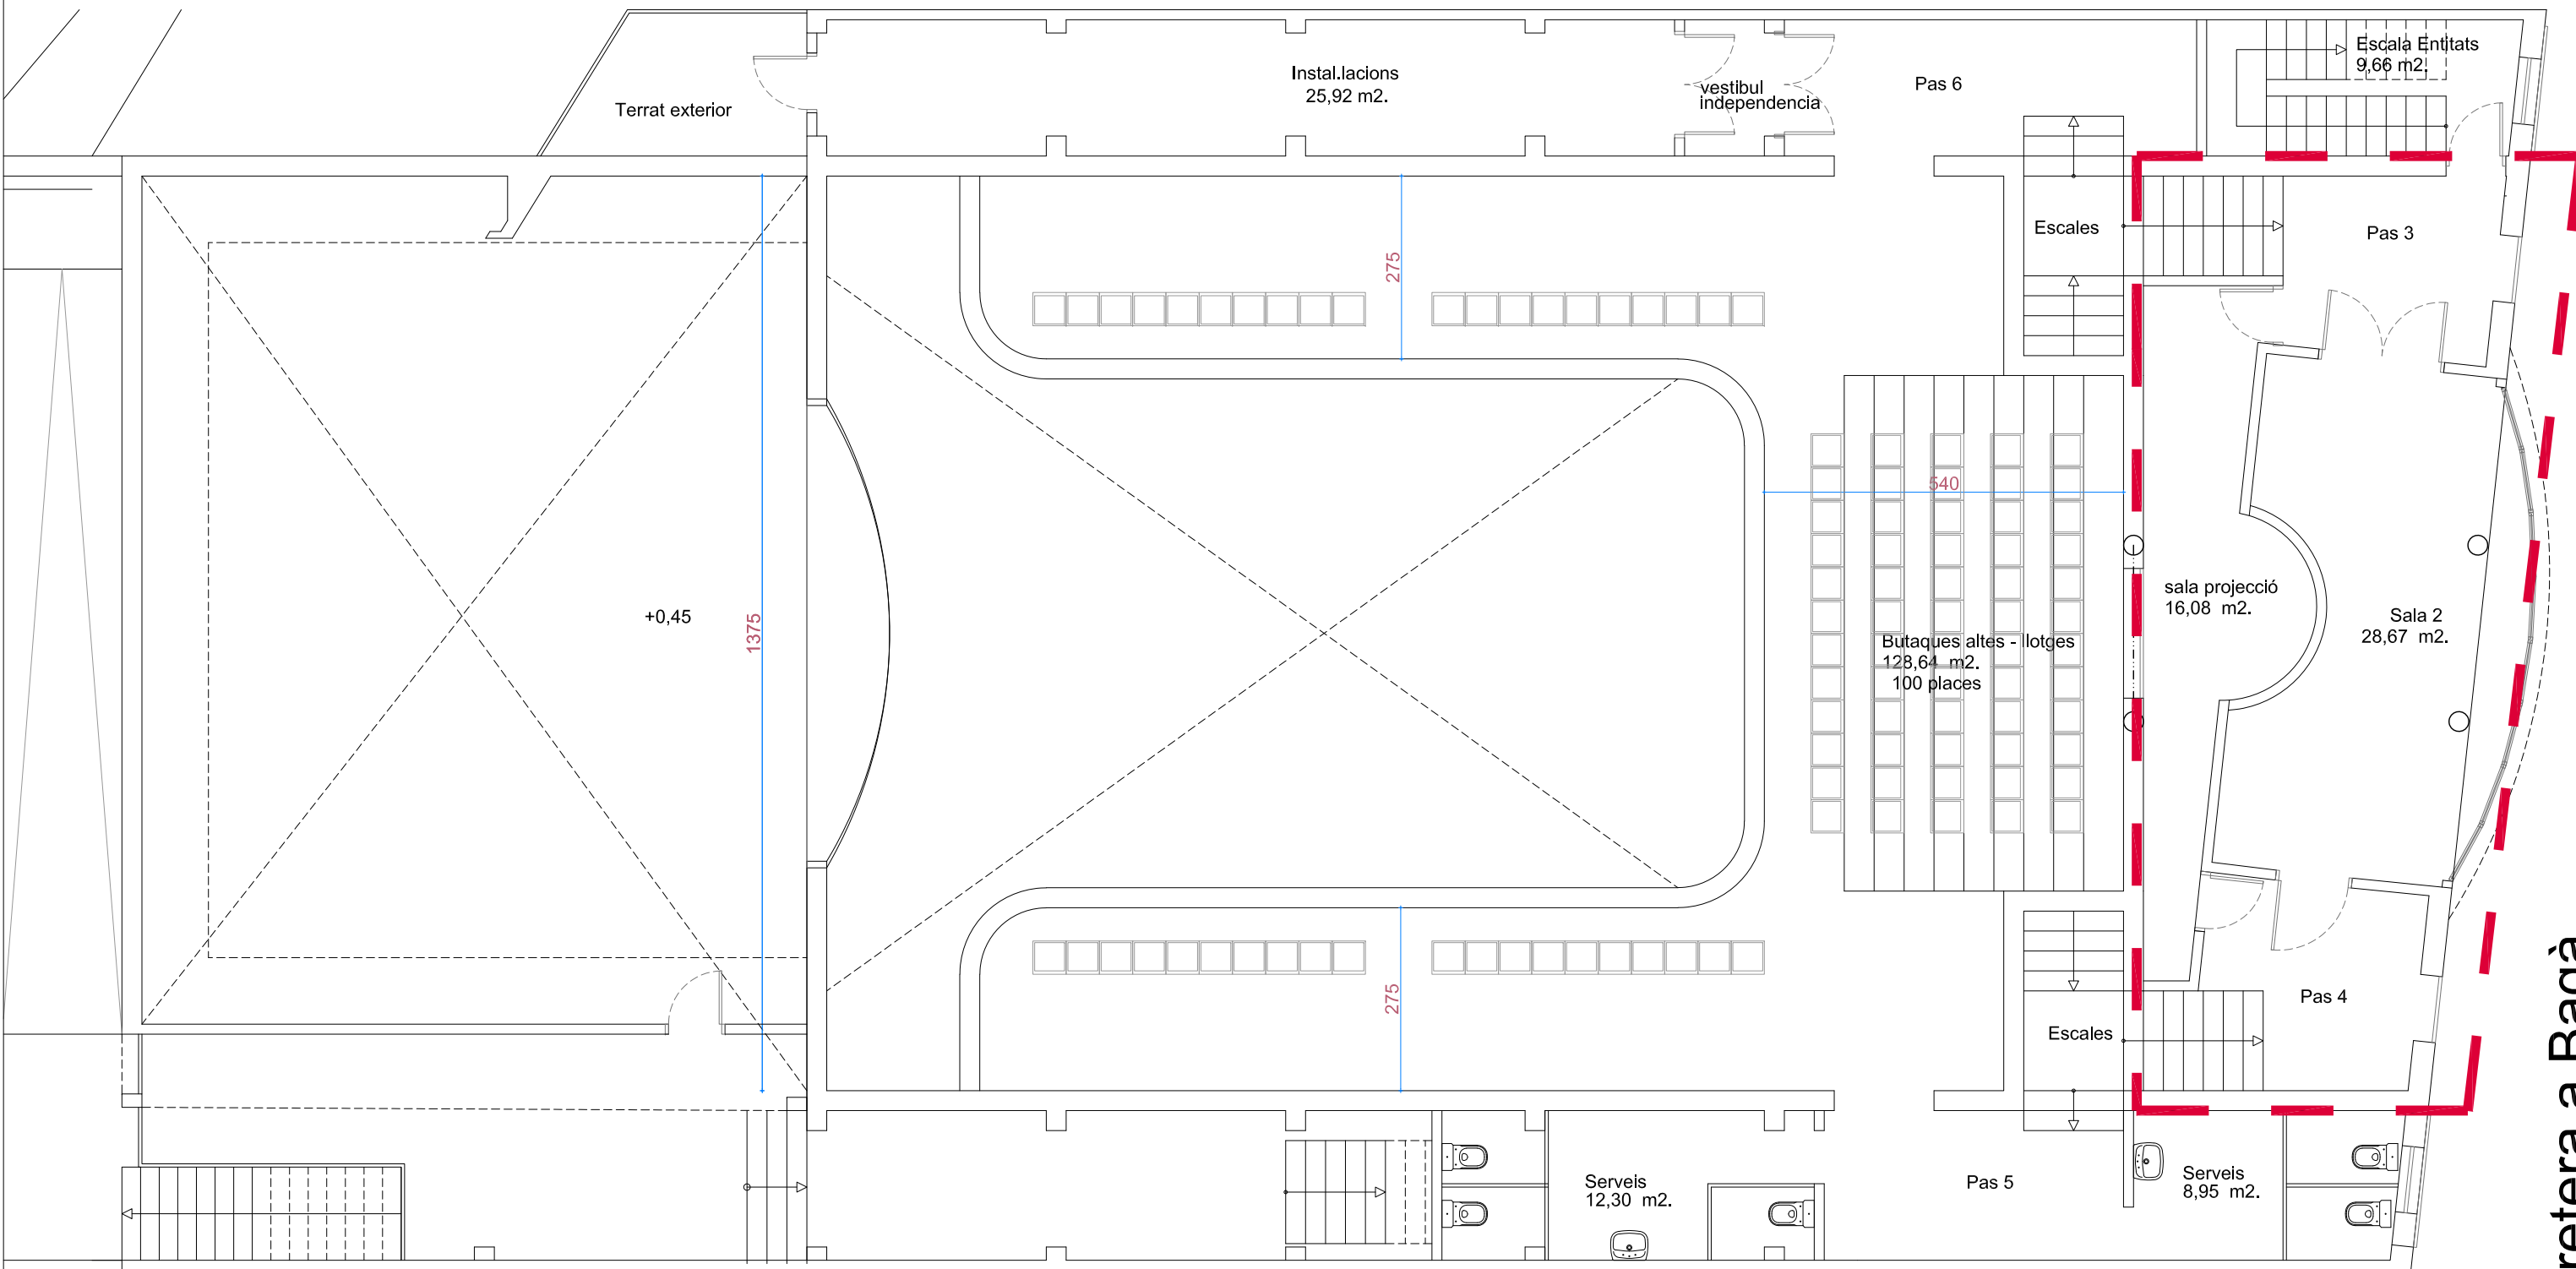 Escala Entitats
9,66 m2.
Instal.lacions
25,92 m2.
vestibul
independencia
Pas 6
Terrat exterior
Escales
Pas 3
275
540
sala projecció
16,08 m2.
Sala 2
28,67 m2.
+0,45
1375
Butaques altes - llotges
128,64 m2.
100 places
275
Pas 4
Escales
Serveis
12,30 m2.
Pas 5
Serveis
8,95 m2.
retera a Bagà